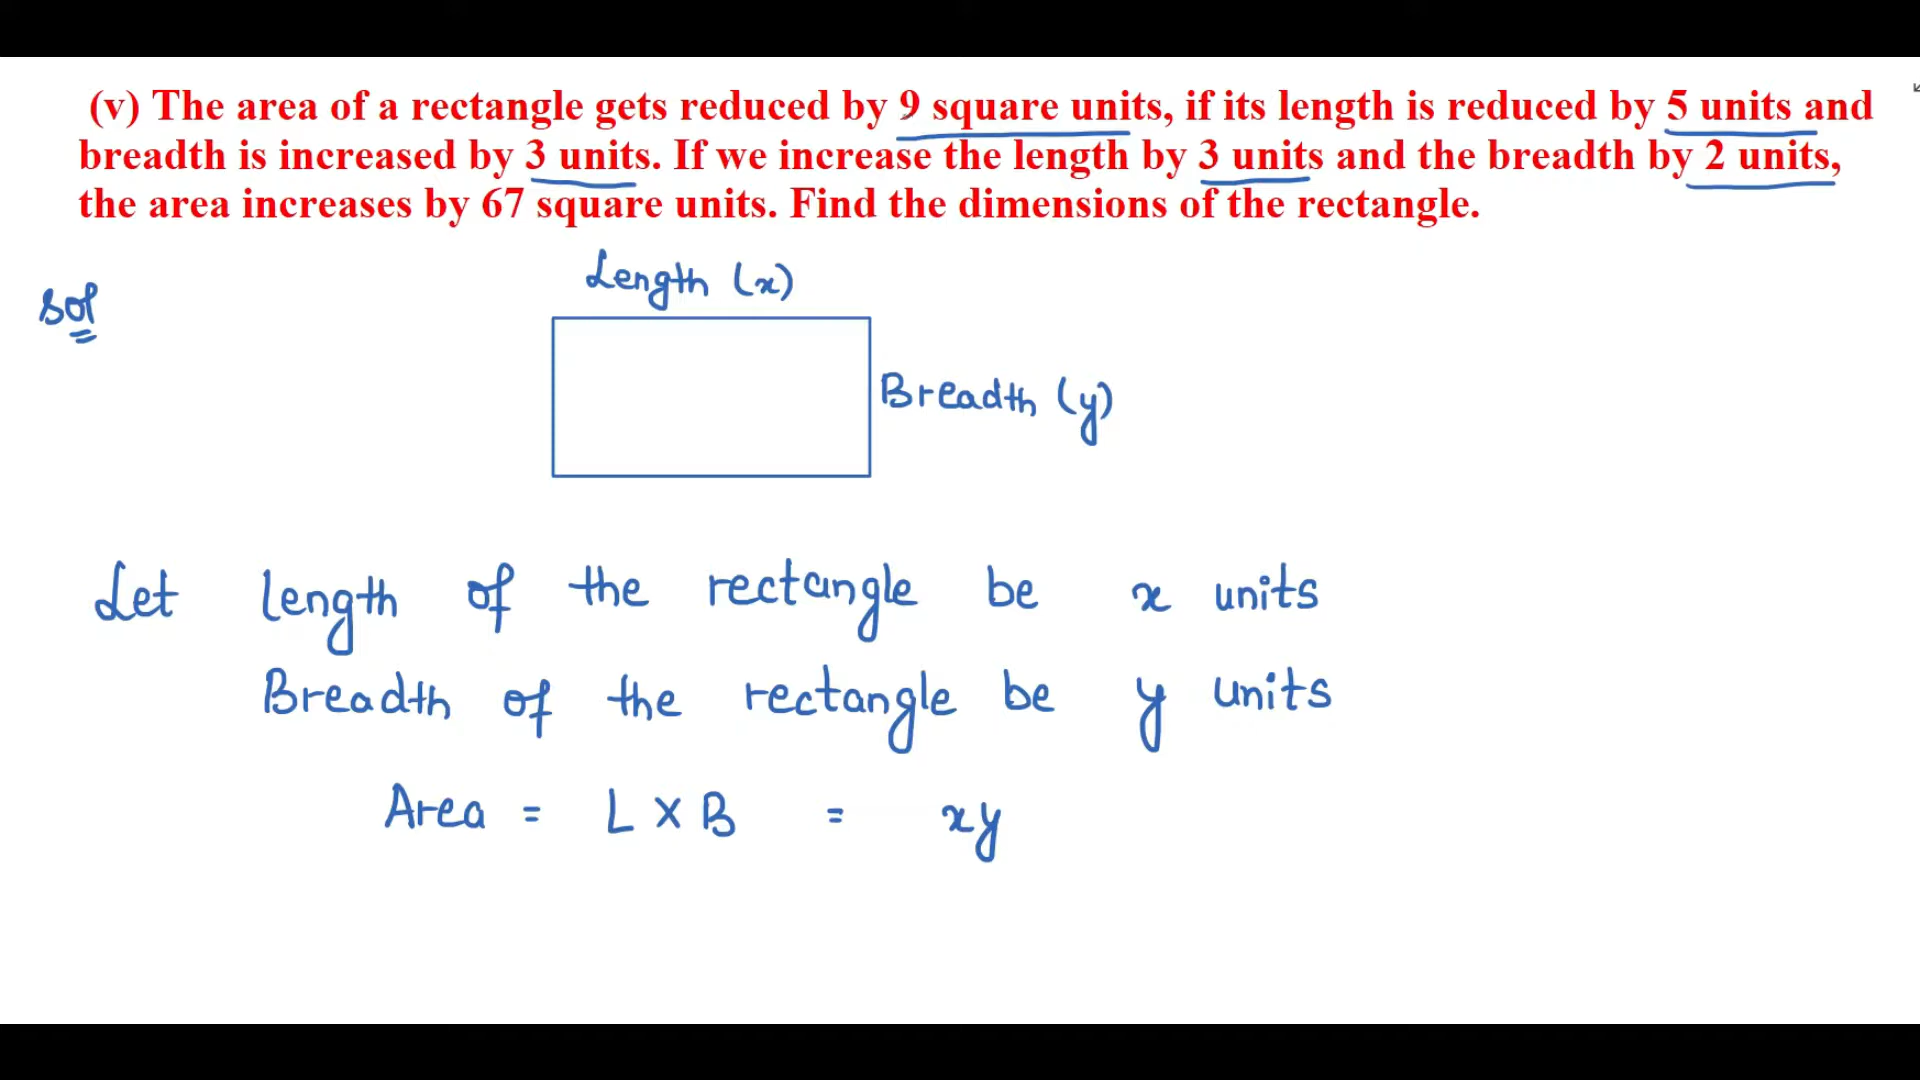 (v) The area of a rectangle gets reduced by 9 square units, if its length is reduced by 5 units and
breadth is increased by 3 units. If we increase the length by 3 units and the breadth by 2 units,
the area increases by 67 square units. Find the dimensions of the rectangle.
Sol
Length (x)
Breadth (y)
Let length of the rectangle be x units
Breadth of the rectangle be y units
Area = L × B = xy